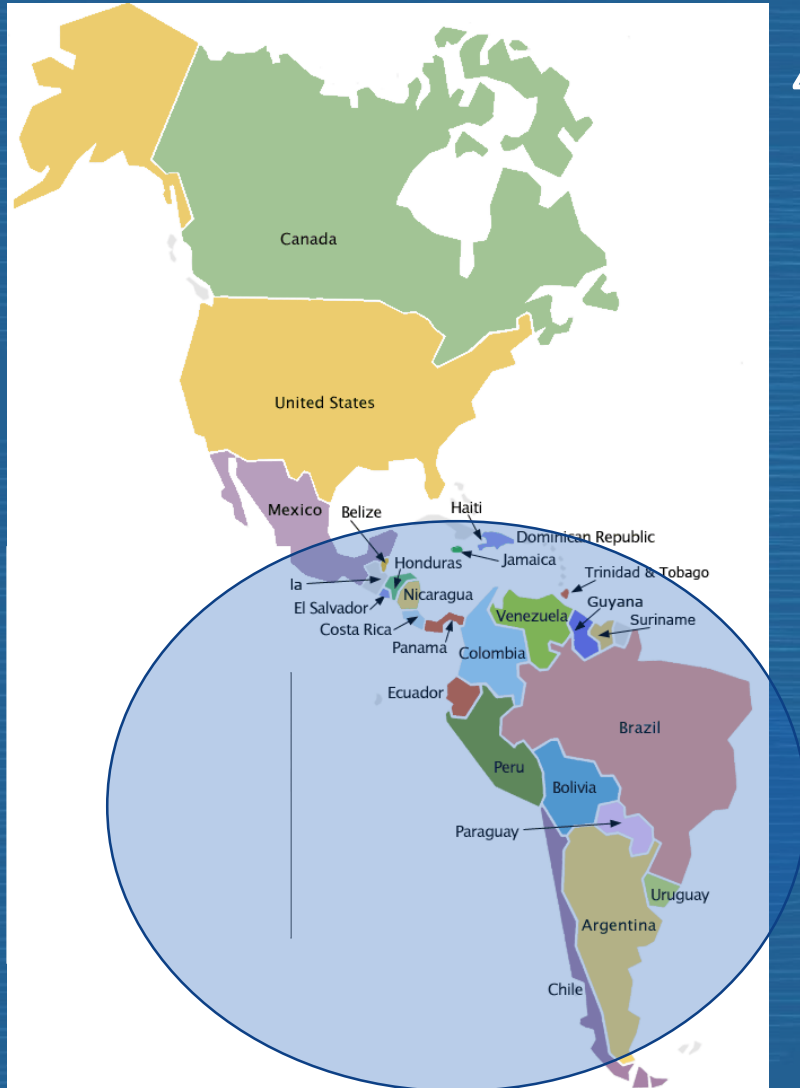 Canada
United States
Mexico
Belize
Haiti
Dominican Republic
Jamaica
Honduras
Trinidad & Tobago
la
Nicaragua
El Salvador
Guyana
Venezuela
Suriname
Costa Rica
Panama
Colombia
Ecuador
Brazil
Peru
Bolivia
Paraguay
Uruguay
Argentina
Chile